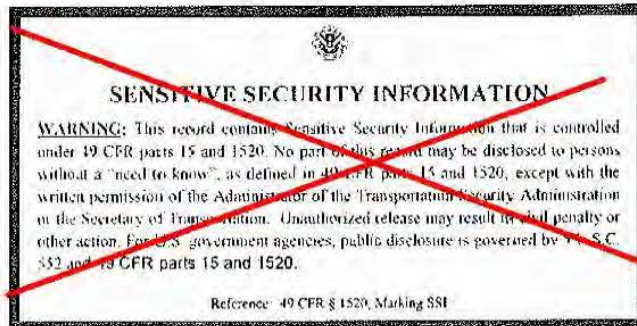 SENSITIVE SECURITY INFORMATION
WARNING: This record contains Sensitive Security Information that is controlled
under 49 CFR parts 15 and 1520. No part of this record may be disclosed to persons
without a "need to know", as defined in 49 CFR parts 15 and 1520, except with the
written permission of the Administrator of the Transportation Security Administration
or the Secretary of Transportation. Unauthorized release may result in civil penalty or
other action. For U.S. government agencies, public disclosure is governed by U.S.C.
552 and 49 CFR parts 15 and 1520.
Reference: 49 CFR § 1520, Marking SSI